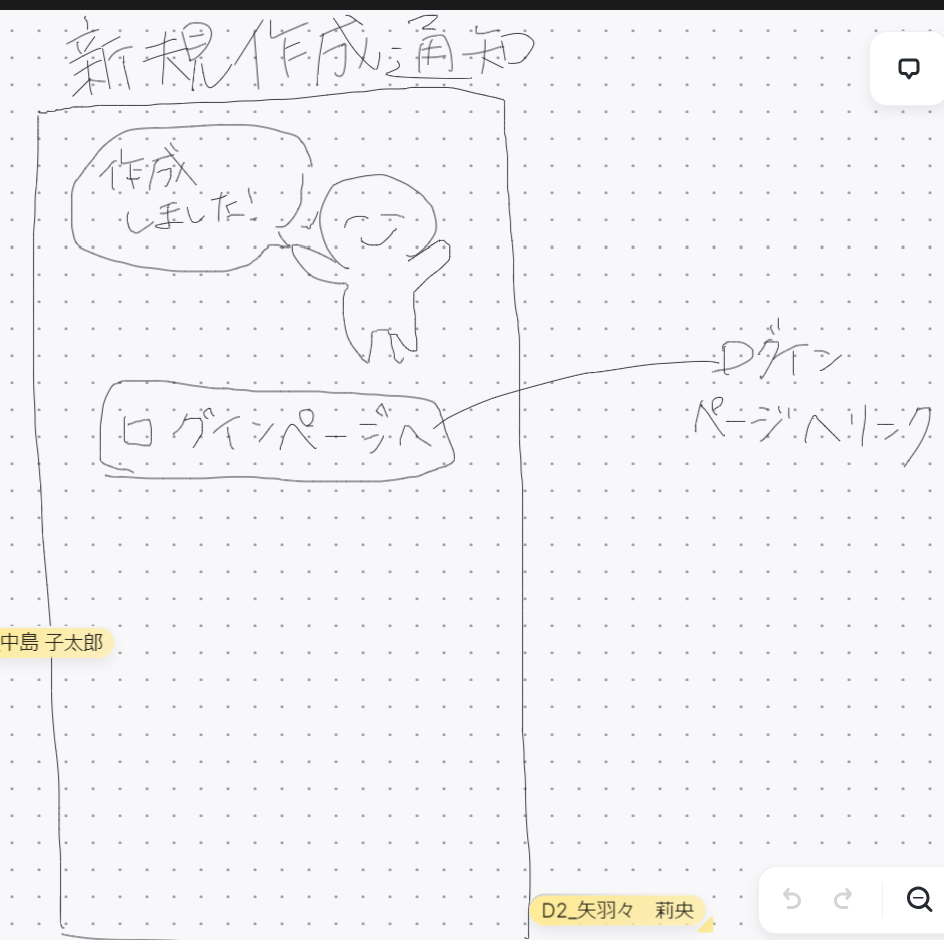 新規作成通知
作成
しました!
ログインページへ
ログイン
ページへリンク
中島 子太郎
D2_矢羽々 莉央